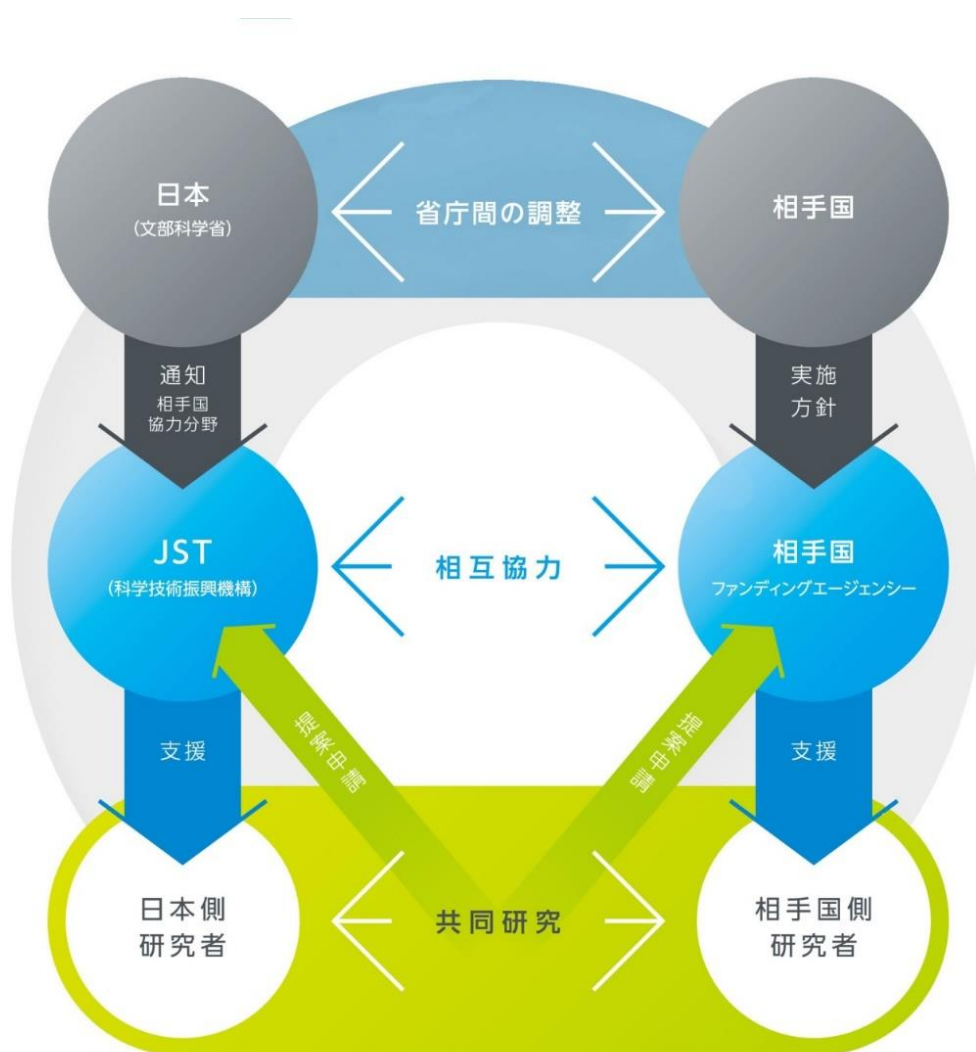 日本
(文部科学省)
省庁間の調整
相手国
通知
相手国
協力分野
実施
方針
JST
(科学技術振興機構)
相互協力
相手国
ファンディングエージェンシー
提案申請
提案申請
支援
支援
日本側
研究者
共同研究
相手国側
研究者